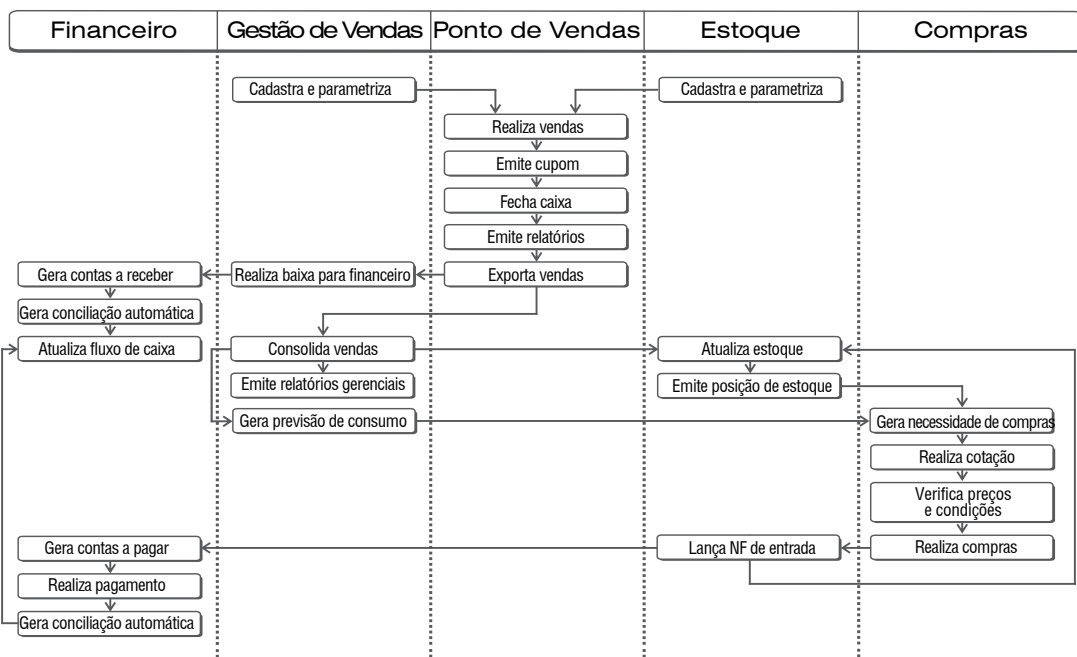 Financeiro
Gestão de Vendas
Ponto de Vendas
Estoque
Compras
Cadastra e parametriza
Cadastra e parametriza
Realiza vendas
Emite cupom
Fecha caixa
Emite relatórios
Gera contas a receber
Realiza baixa para financeiro
Exporta vendas
Gera conciliação automática
Atualiza fluxo de caixa
Consolida vendas
Atualiza estoque
Emite relatórios gerenciais
Emite posição de estoque
Gera previsão de consumo
Gera necessidade de compras
Realiza cotação
Verifica preços
e condições
Gera contas a pagar
Lança NF de entrada
Realiza compras
Realiza pagamento
Gera conciliação automática